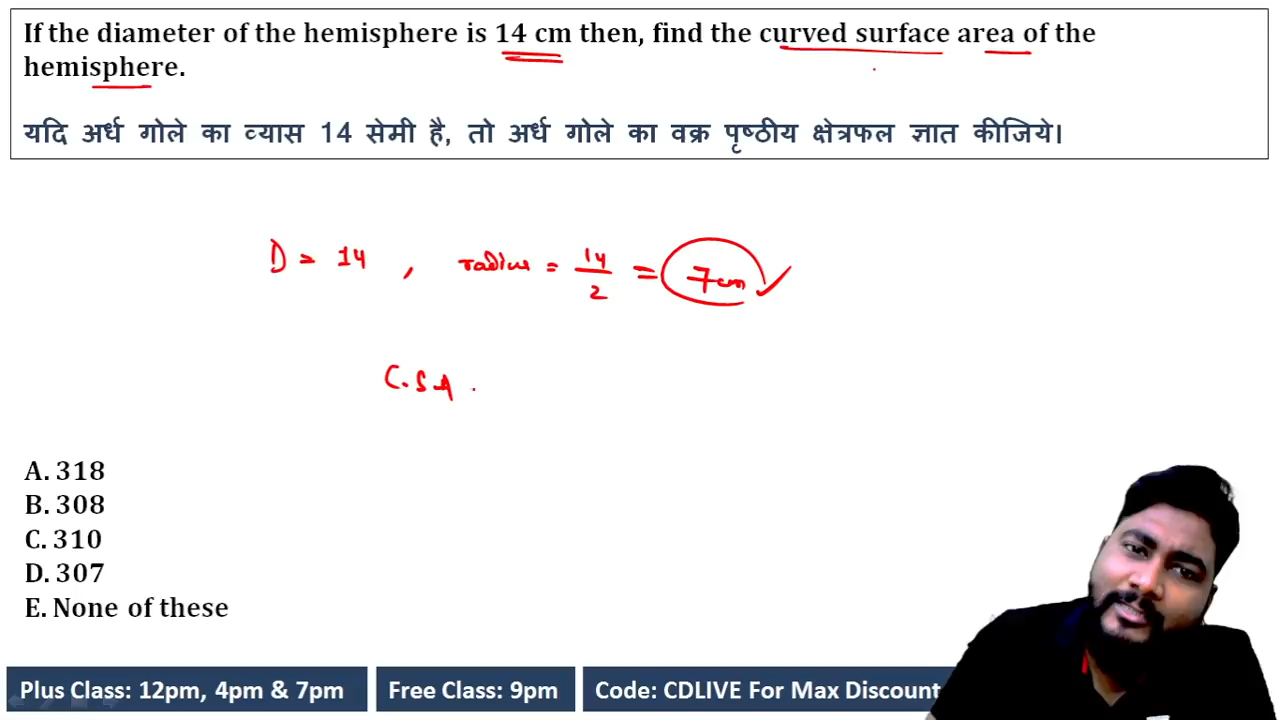 If the diameter of the hemisphere is 14 cm then, find the curved surface area of the
hemisphere.
यदि अर्ध गोले का व्यास 14 सेमी है, तो अर्ध गोले का वक्र पृष्ठीय क्षेत्रफल ज्ञात कीजिये।
D = 14 , radius = 14/2 = 7cm
C.S.A
A. 318
B. 308
C. 310
D. 307
E. None of these
Plus Class: 12pm, 4pm & 7pm Free Class: 9pm Code: CDLIVE For Max Discount